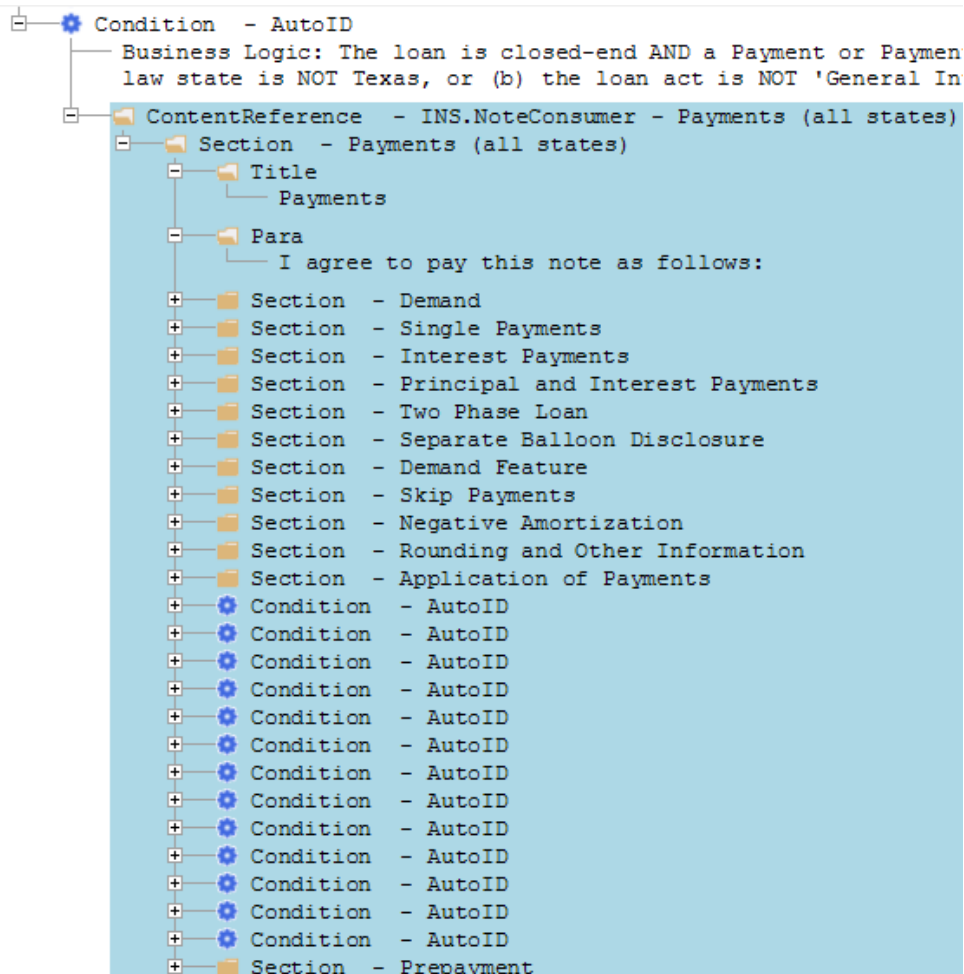 Condition - AutoID
Business Logic: The loan is closed-end AND a Payment or
law state is NOT Texas, or (b) the loan act is NOT 'General
ContentReference - INS.NoteConsumer - Payments (all states)
Section - Payments (all states)
Title
Payments
Para
I agree to pay this note as follows:
Section - Demand
Section - Single Payments
Section - Interest Payments
Section - Principal and Interest Payments
Section - Two Phase Loan
Section - Separate Balloon Disclosure
Section - Demand Feature
Section - Skip Payments
Section - Negative Amortization
Section - Rounding and Other Information
Section - Application of Payments
Condition - AutoID
Condition - AutoID
Condition - AutoID
Condition - AutoID
Condition - AutoID
Condition - AutoID
Condition - AutoID
Condition - AutoID
Condition - AutoID
Condition - AutoID
Condition - AutoID
Condition - AutoID
Condition - AutoID
Section - Prepayment